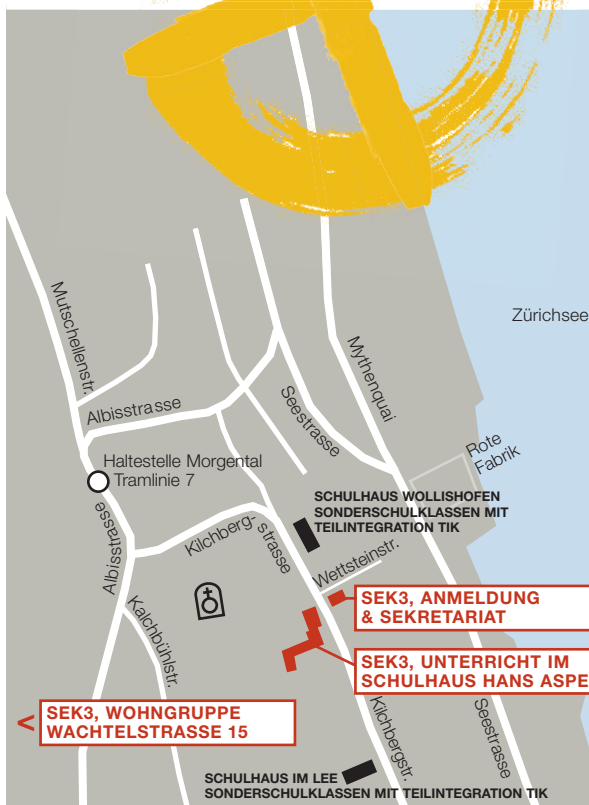 Zürichsee
Mutschellenstr.
Mythenquai
Albisstrasse
Seestrasse
Rote
Fabrik
Haltestelle Morgental
Tramlinie 7
SCHULHAUS WOLLISHOFEN
SONDERSCHULKLASSEN MIT
TEILINTEGRATION TIK
Albisstrasse
Kilchberg-
strasse
Wettsteinstr.
SEK3, ANMELDUNG
& SEKRETARIAT
Kalchbühlstr.
SEK3, UNTERRICHT IM
SCHULHAUS HANS ASPE
< SEK3, WOHNGRUPPE
WACHTELSTRASSE 15
Kilchbergstr.
Seestrasse
SCHULHAUS IM LEE
SONDERSCHULKLASSEN MIT TEILINTEGRATION TIK